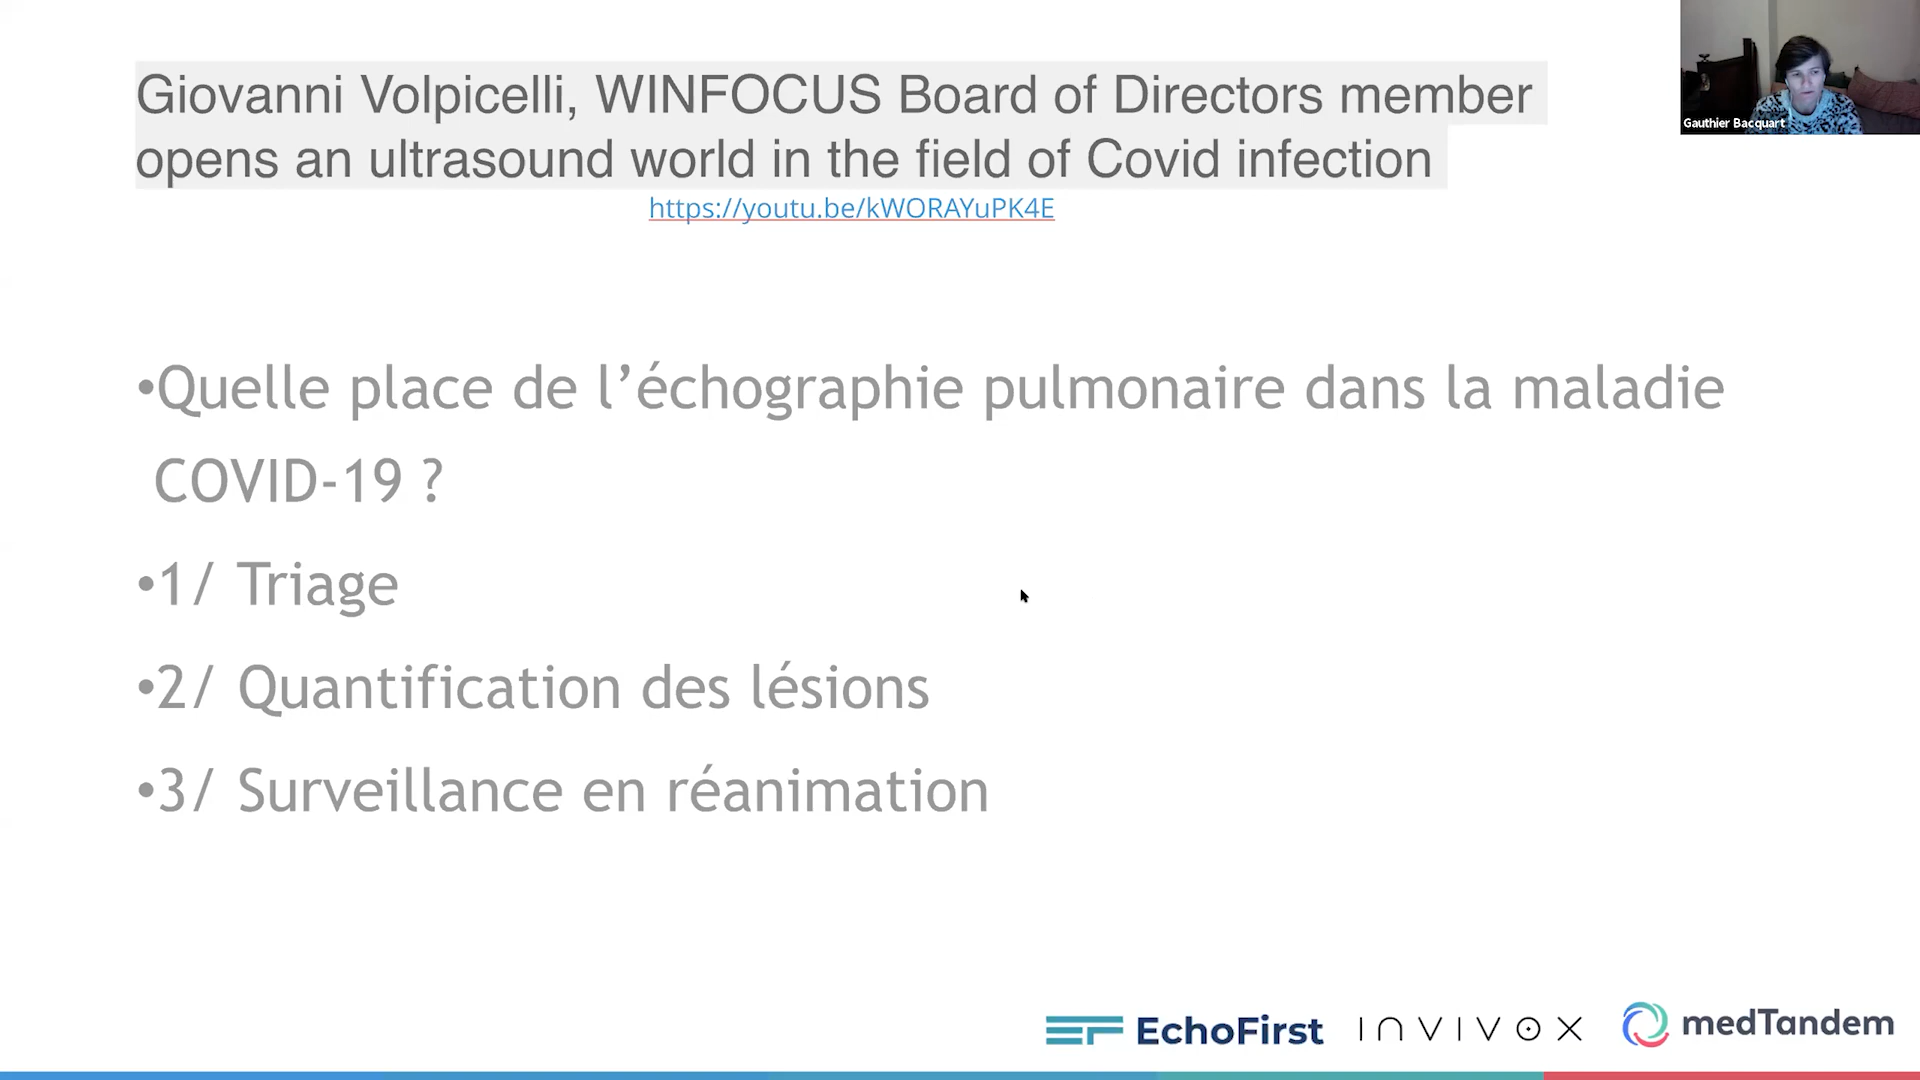 Giovanni Volpicelli, WINFOCUS Board of Directors member
opens an ultrasound world in the field of Covid infection
https://youtu.be/kWORAYuPK4E
Gauthier Bacquart
•Quelle place de l’échographie pulmonaire dans la maladie
COVID-19 ?
•1/ Triage
•2/ Quantification des lésions
•3/ Surveillance en réanimation
EchoFirst
INVIVOX
medTandem